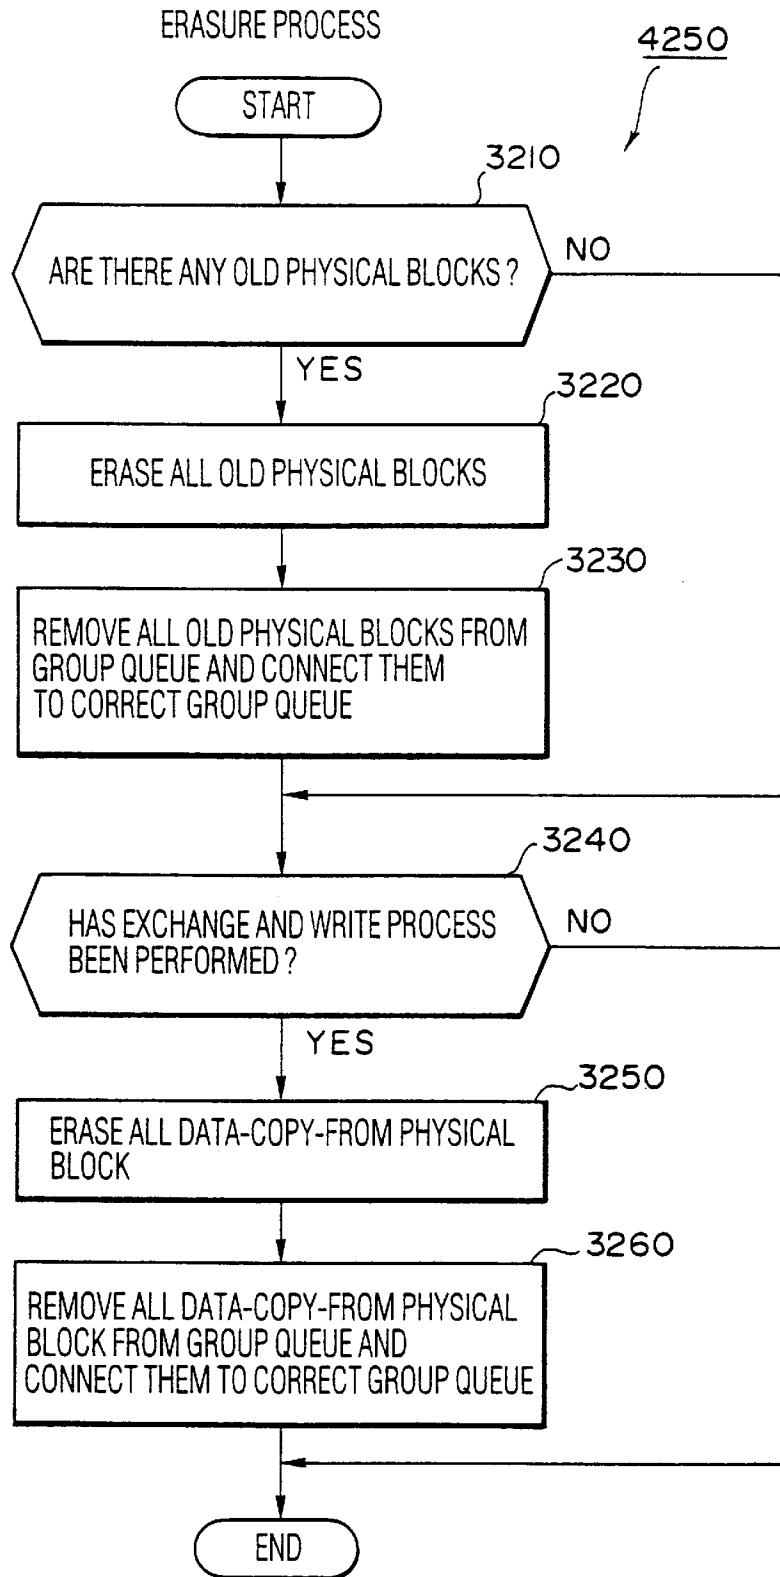 ERASURE PROCESS
4250
START
3210
ARE THERE ANY OLD PHYSICAL BLOCKS ?
NO
YES
3220
ERASE ALL OLD PHYSICAL BLOCKS
3230
REMOVE ALL OLD PHYSICAL BLOCKS FROM
GROUP QUEUE AND CONNECT THEM
TO CORRECT GROUP QUEUE
3240
HAS EXCHANGE AND WRITE PROCESS
BEEN PERFORMED ?
NO
YES
3250
ERASE ALL DATA-COPY-FROM PHYSICAL
BLOCK
3260
REMOVE ALL DATA-COPY-FROM PHYSICAL
BLOCK FROM GROUP QUEUE AND
CONNECT THEM TO CORRECT GROUP QUEUE
END